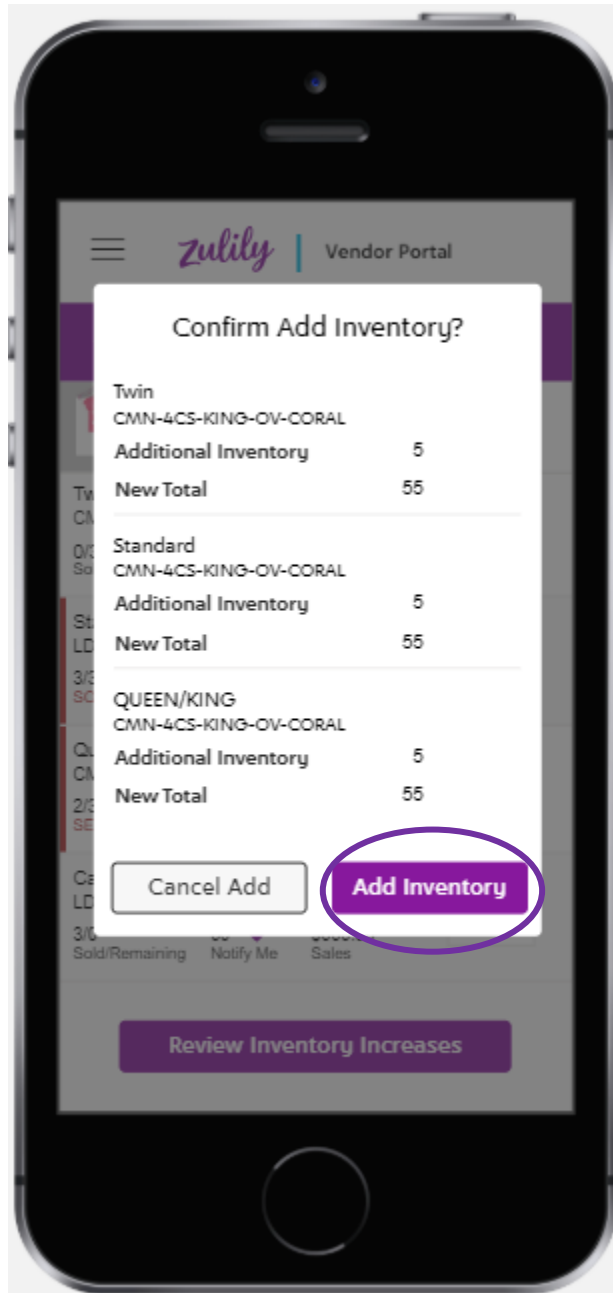 zulily | Vendor Portal
Confirm Add Inventory?
Twin
CMN-4CS-KING-OV-CORAL
Additional Inventory 5
New Total 55
Standard
CMN-4CS-KING-OV-CORAL
Additional Inventory 5
New Total 55
QUEEN/KING
CMN-4CS-KING-OV-CORAL
Additional Inventory 5
New Total 55
Cancel Add Add Inventory
Sold/Remaining Notify Me Sales
Review Inventory Increases